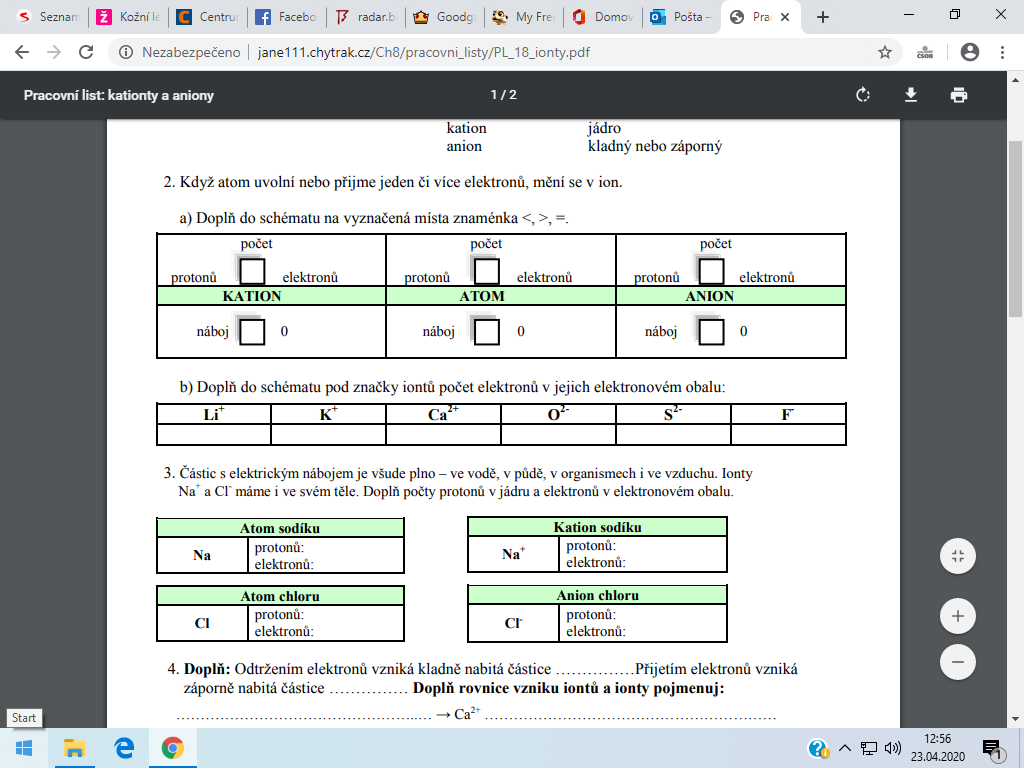 Seznam
Kožní lé
Centrum
Facebo
radar.b
Goodg
My Free
Domov
Pošta –
Prac
Nezabezpečeno
jane111.chytrak.cz/Ch8/pracovni_listy/PL_18_ionty.pdf
ČSOB
Pracovní list: kationty a aniony
1 / 2
kation jádro
anion kladný nebo záporný
2. Když atom uvolní nebo přijme jeden či více elektronů, mění se v ion.
a) Doplň do schématu na vyznačená místa znaménka <, >, =.
počet počet počet
protonů elektronů protonů elektronů protonů elektronů
KATION ATOM ANION
náboj 0 náboj 0 náboj 0
b) Doplň do schématu pod značky iontů počet elektronů v jejich elektronovém obalu:
Li+ K+ Ca2+ O2- S2- F-
3. Částic s elektrickým nábojem je všude plno – ve vodě, v půdě, v organismech i ve vzduchu. Ionty
Na+ a Cl- máme i ve svém těle. Doplň počty protonů v jádru a elektronů v elektronovém obalu.
Atom sodíku
Na
protonů:
elektronů:
Kation sodíku
Na+
protonů:
elektronů:
Atom chloru
Cl
protonů:
elektronů:
Anion chloru
Cl-
protonů:
elektronů:
4. Doplň: Odtržením elektronů vzniká kladně nabitá částice ……………Přijetím elektronů vzniká
záporně nabitá částice …………… Doplň rovnice vzniku iontů a ionty pojmenuj:
…………………………………………..… → Ca2+ ……………………………………………………
Start
12:56
23.04.2020
1